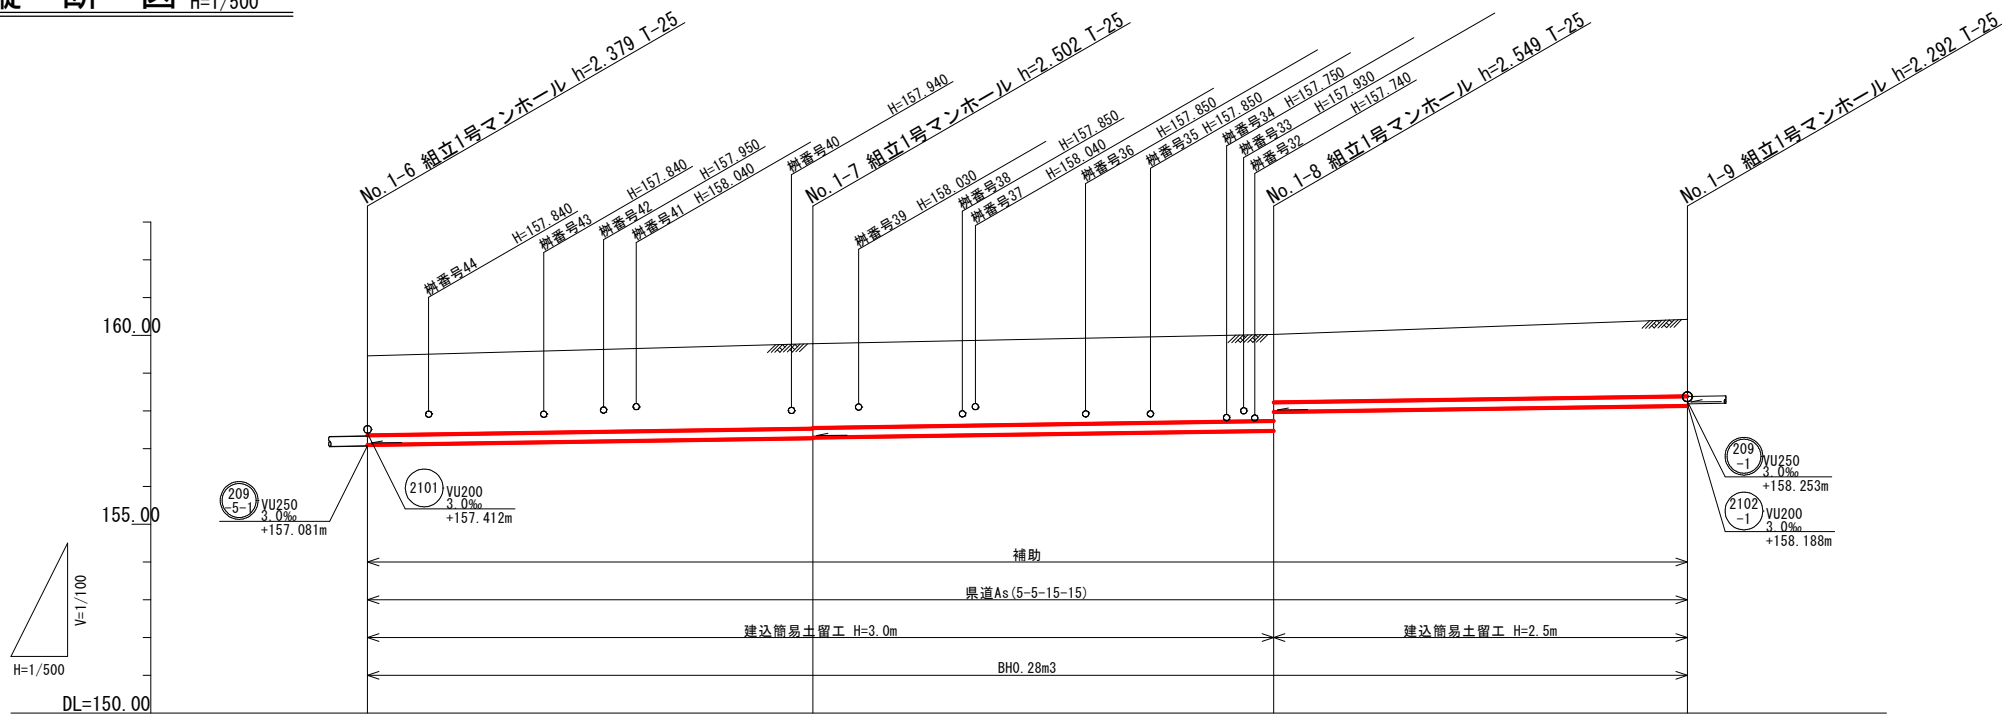 縦 断 図 H=1/500
No.1-6 組立1号マンホール h=2.379 T-25
No.1-7 組立1号マンホール h=2.502 T-25
No.1-8 組立1号マンホール h=2.549 T-25
No.1-9 組立1号マンホール h=2.292 T-25
桝番号44 H=157.840
桝番号43 H=157.840
桝番号42 H=157.950
桝番号41 H=158.040
桝番号40 H=157.940
桝番号39 H=158.030
桝番号38 H=157.850
桝番号37 H=158.040
桝番号36 H=157.850
桝番号35 H=157.850
桝番号34 H=157.750
桝番号33 H=157.930
桝番号32 H=157.740
160.00
155.00
DL=150.00
209
-5-1
VU250
3.0‰
+157.081m
2101
VU200
3.0‰
+157.412m
209
-1
VU250
3.0‰
+158.253m
2102
-1
VU200
3.0‰
+158.188m
補助
県道As(5-5-15-15)
建込簡易土留工 H=3.0m
建込簡易土留工 H=2.5m
BH0.28m3
V=1/100
H=1/500